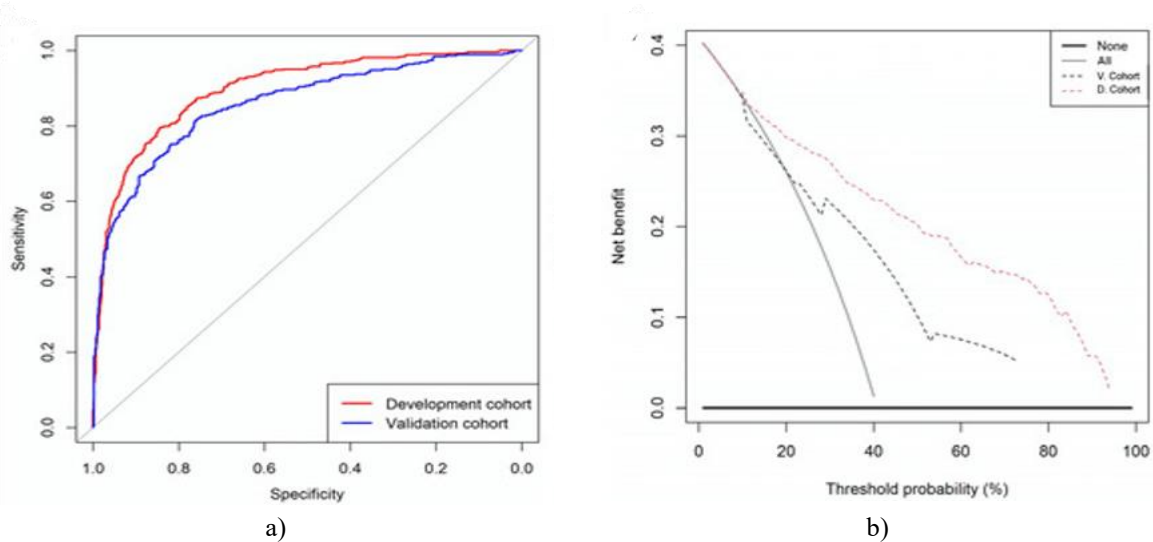 Sensitivity
1.0
0.8
0.6
0.4
0.2
0.0
1.0 0.8 0.6 0.4 0.2 0.0
Specificity
Development cohort
Validation cohort
a)
Net benefit
0.4
0.3
0.2
0.1
0.0
0 20 40 60 80 100
Threshold probability (%)
None
All
V. Cohort
D. Cohort
b)